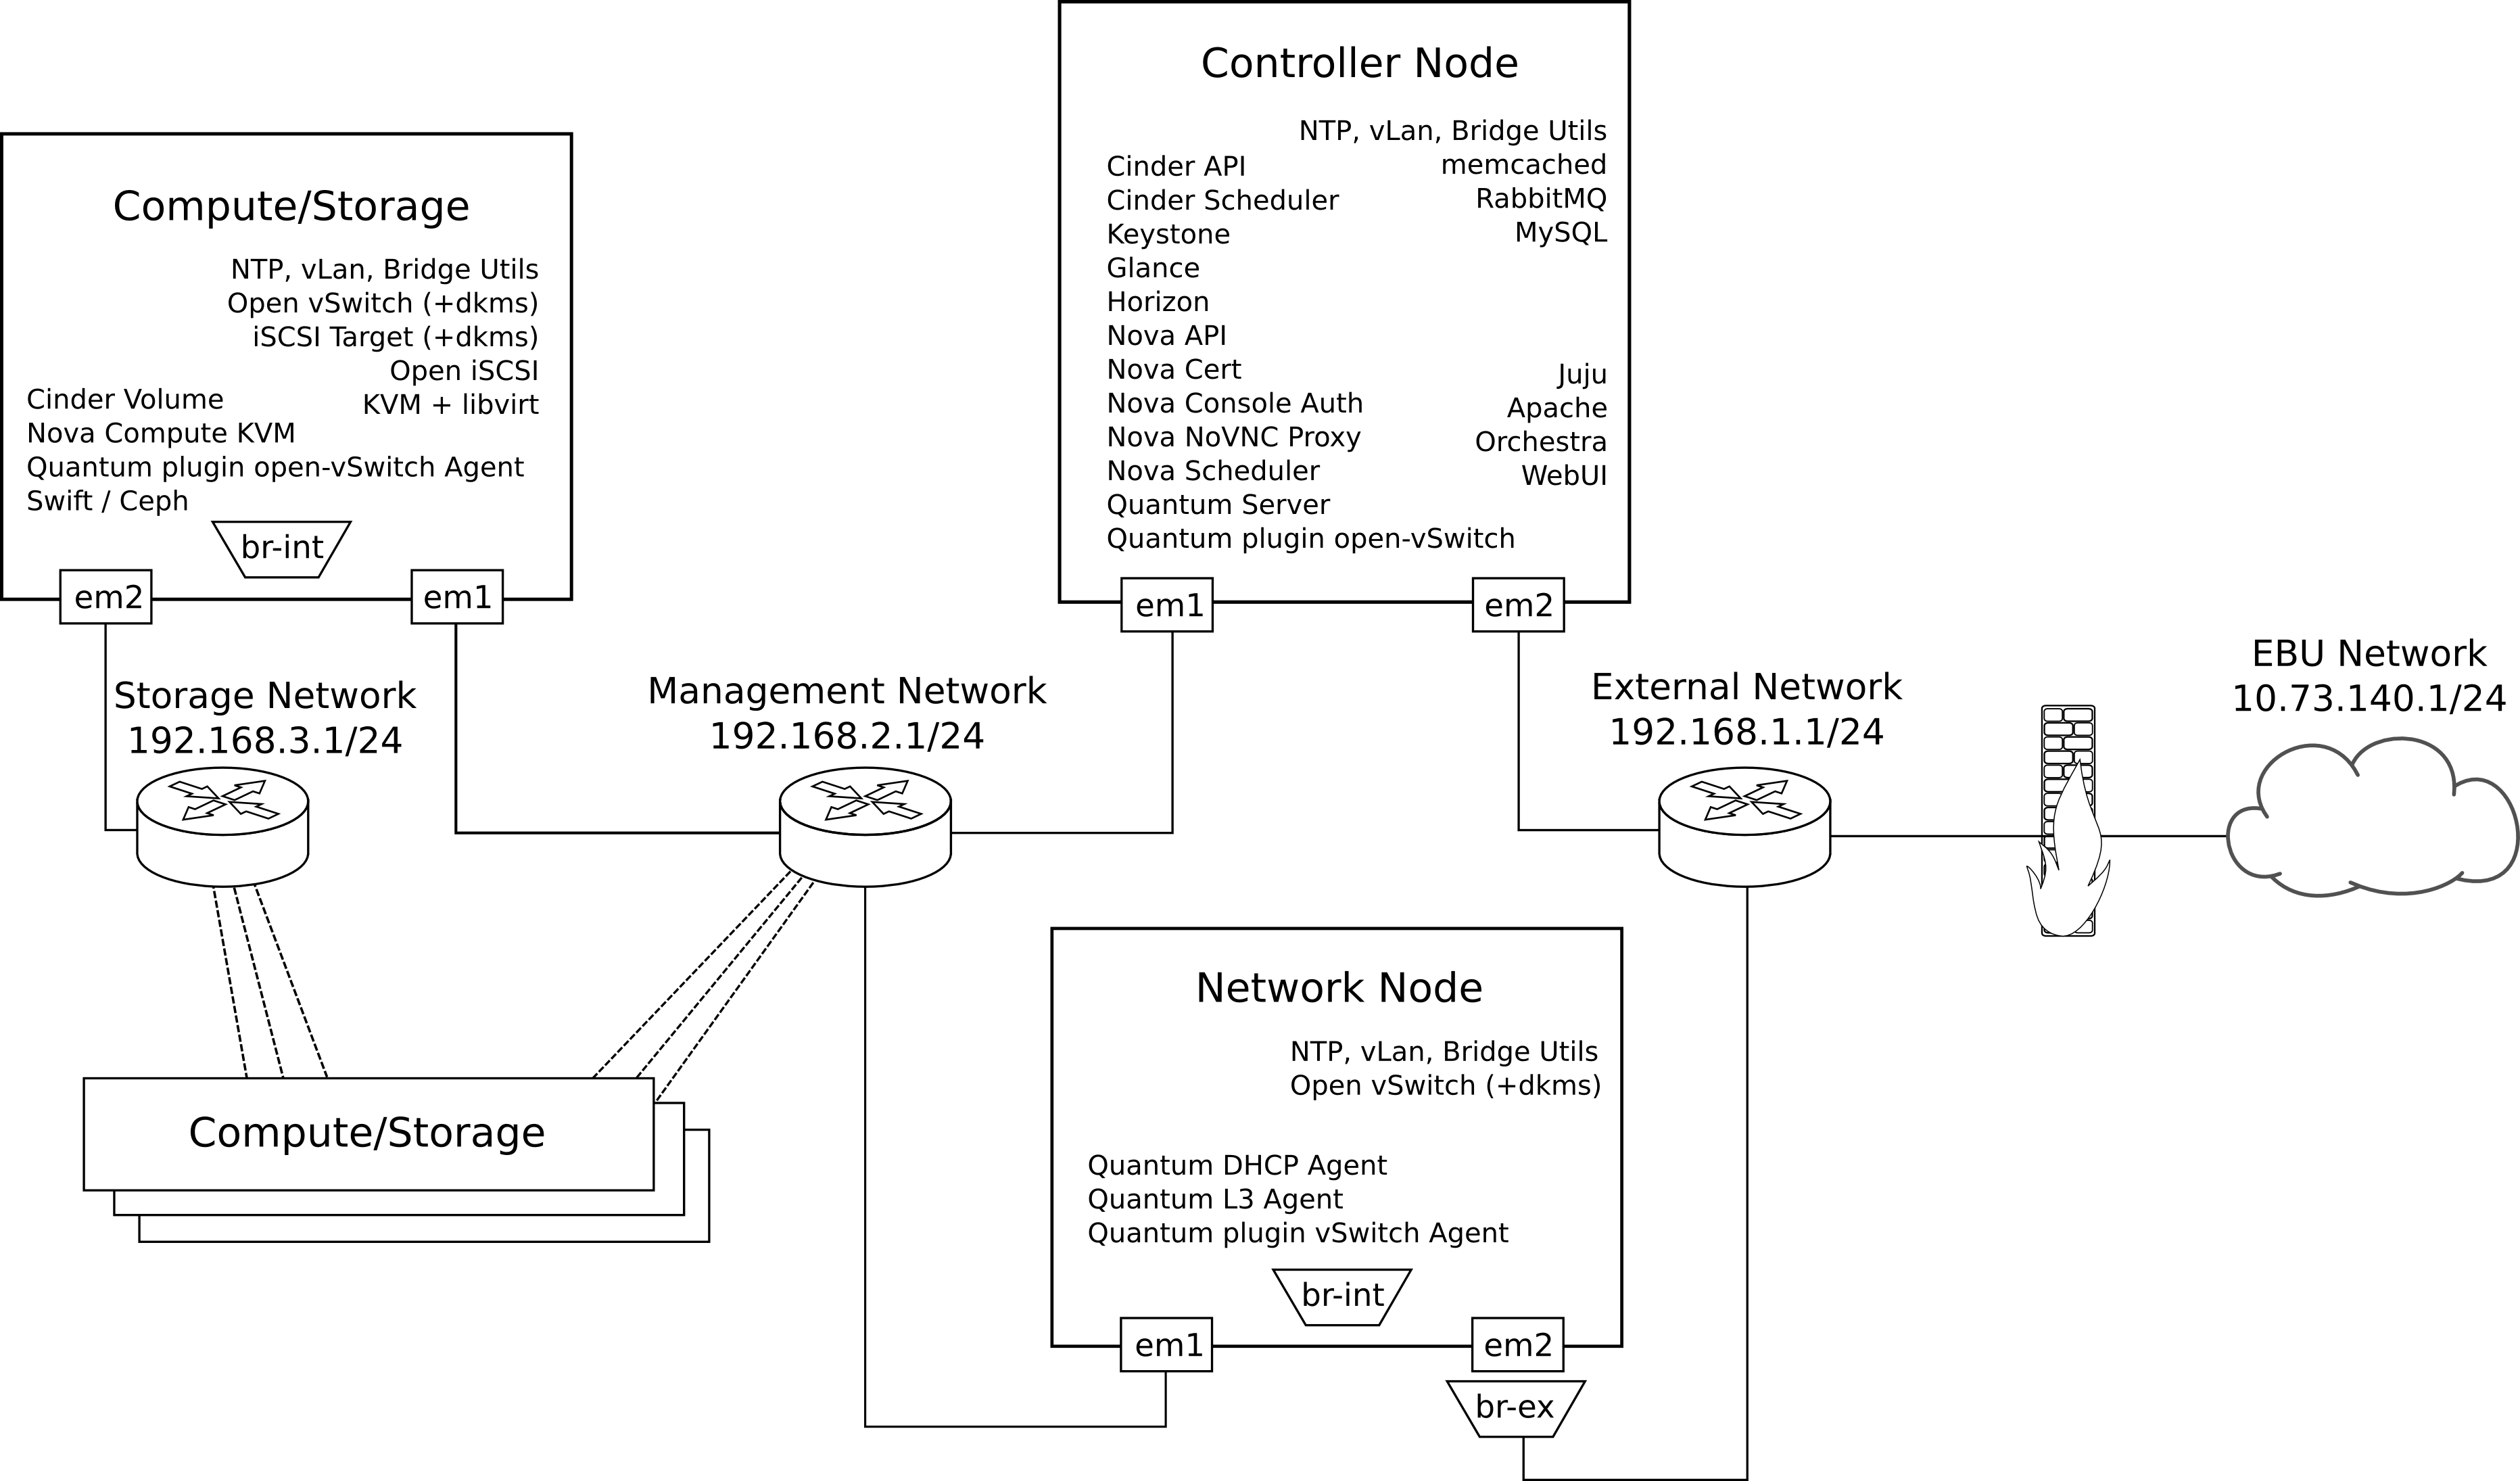 Controller Node
NTP, vLan, Bridge Utils
memcached
RabbitMQ
MySQL
Cinder API
Cinder Scheduler
Keystone
Glance
Horizon
Nova API
Nova Cert
Nova Console Auth
Nova NoVNC Proxy
Nova Scheduler
Quantum Server
Quantum plugin open-vSwitch
Juju
Apache
Orchestra
WebUI
em1
em2
Compute/Storage
NTP, vLan, Bridge Utils
Open vSwitch (+dkms)
iSCSI Target (+dkms)
Open iSCSI
KVM + libvirt
Cinder Volume
Nova Compute KVM
Quantum plugin open-vSwitch Agent
Swift / Ceph
br-int
em2
em1
Storage Network
192.168.3.1/24
Management Network
192.168.2.1/24
External Network
192.168.1.1/24
EBU Network
10.73.140.1/24
Compute/Storage
Network Node
NTP, vLan, Bridge Utils
Open vSwitch (+dkms)
Quantum DHCP Agent
Quantum L3 Agent
Quantum plugin vSwitch Agent
br-int
em1
em2
br-ex